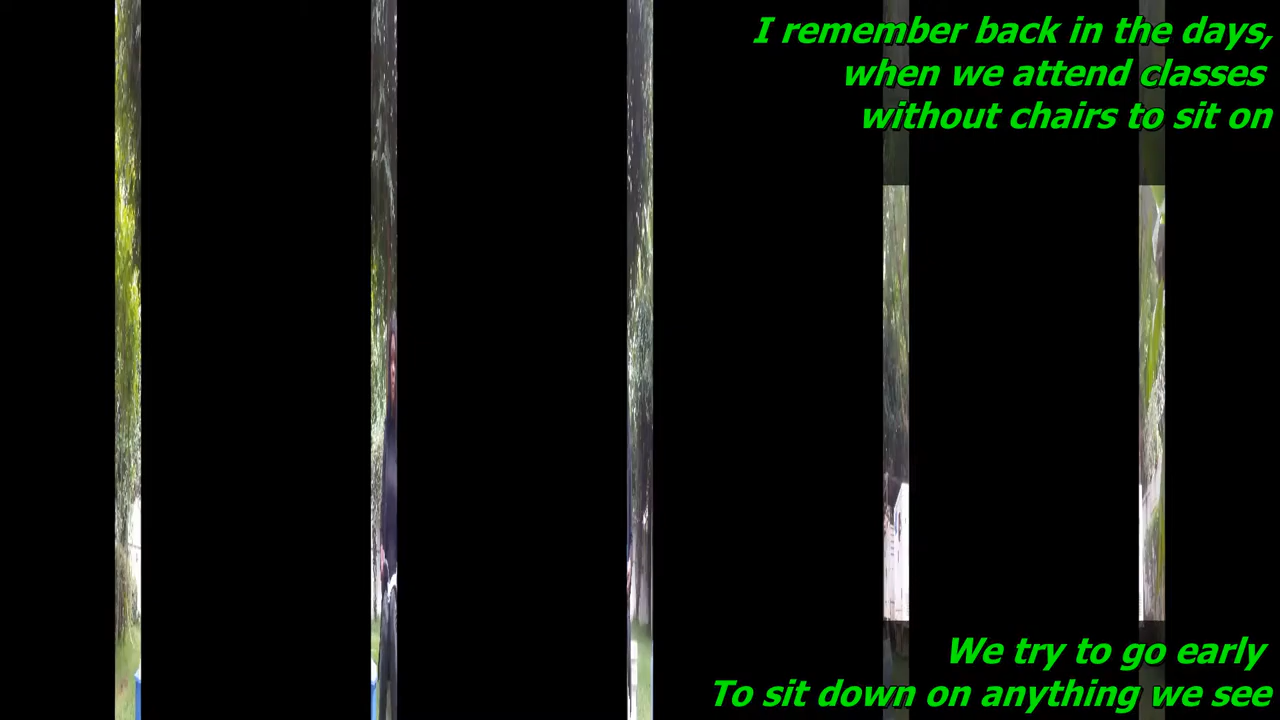 I remember back in the days,
when we attend classes
without chairs to sit on
We try to go early
To sit down on anything we see